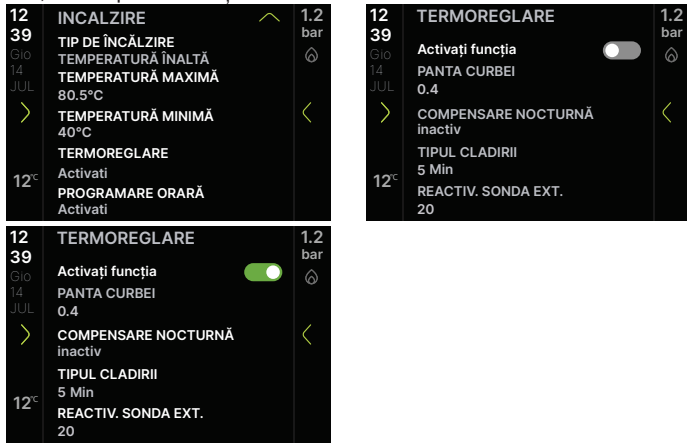 12
39
Gio
14
JUL
12°C
INCALZIRE
TIP DE ÎNCĂLZIRE
TEMPERATURĂ ÎNALTĂ
TEMPERATURĂ MAXIMĂ
80.5°C
TEMPERATURĂ MINIMĂ
40°C
TERMOREGLARE
Activati
PROGRAMARE ORARĂ
Activati
1.2
bar
12
39
Gio
14
JUL
12°C
TERMOREGLARE
Activați funcția
PANTA CURBEI
0.4
COMPENSARE NOCTURNĂ
inactiv
TIPUL CLADIRII
5 Min
REACTIV. SONDA EXT.
20
1.2
bar
12
39
Gio
14
JUL
12°C
TERMOREGLARE
Activați funcția
PANTA CURBEI
0.4
COMPENSARE NOCTURNĂ
inactiv
TIPUL CLADIRII
5 Min
REACTIV. SONDA EXT.
20
1.2
bar